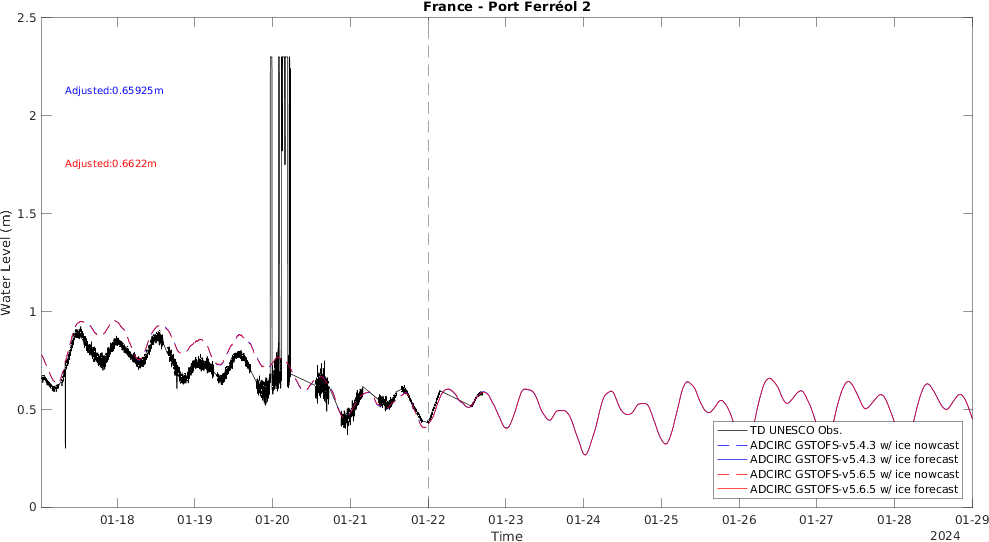 France - Port Ferréol 2
2.5
2
1.5
1
0.5
0
Water Level (m)
Adjusted:0.65925m
Adjusted:0.6622m
TD UNESCO Obs.
ADCIRC GSTOFS-v5.4.3 w/ ice nowcast
ADCIRC GSTOFS-v5.4.3 w/ ice forecast
ADCIRC GSTOFS-v5.6.5 w/ ice nowcast
ADCIRC GSTOFS-v5.6.5 w/ ice forecast
01-18 01-19 01-20 01-21 01-22 01-23 01-24 01-25 01-26 01-27 01-28 01-29
Time
2024